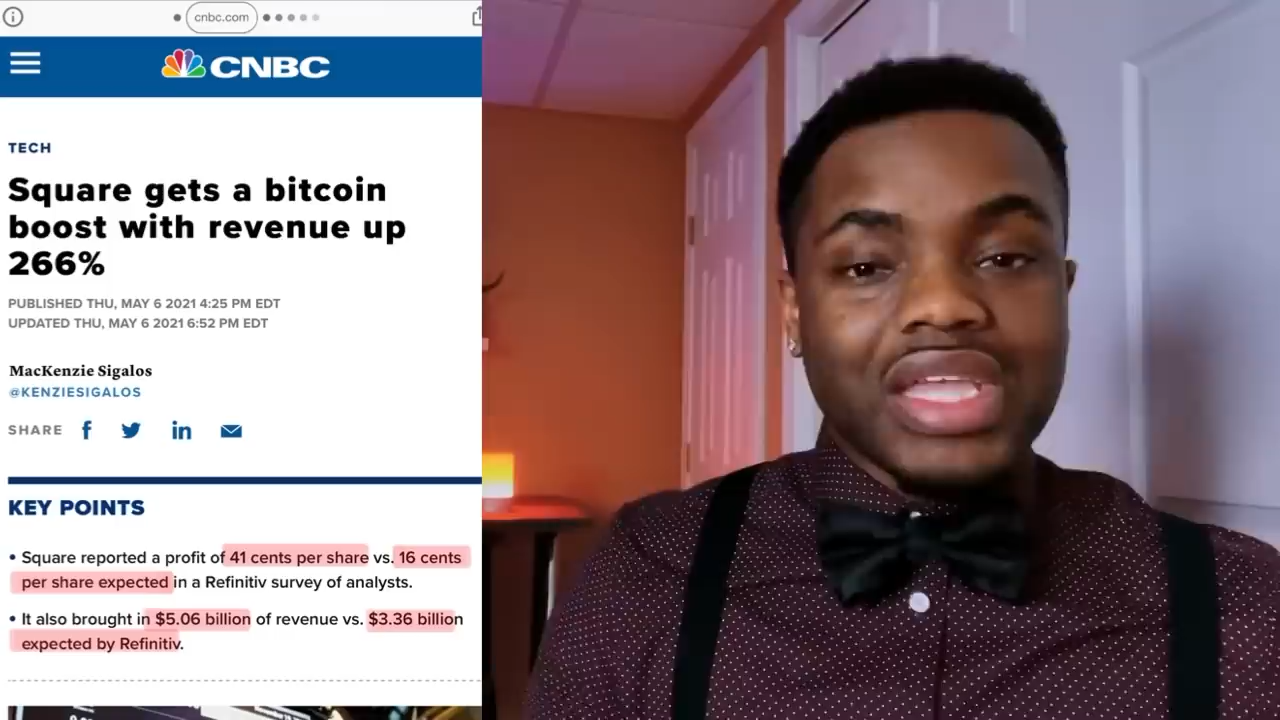 cnbc.com
CNBC
TECH
Square gets a bitcoin
boost with revenue up
266%
PUBLISHED THU, MAY 6 2021 4:25 PM EDT
UPDATED THU, MAY 6 2021 6:52 PM EDT
MacKenzie Sigalos
@KENZIESIGALOS
SHARE
KEY POINTS
• Square reported a profit of 41 cents per share vs. 16 cents
per share expected in a Refinitiv survey of analysts.
• It also brought in $5.06 billion of revenue vs. $3.36 billion
expected by Refinitiv.